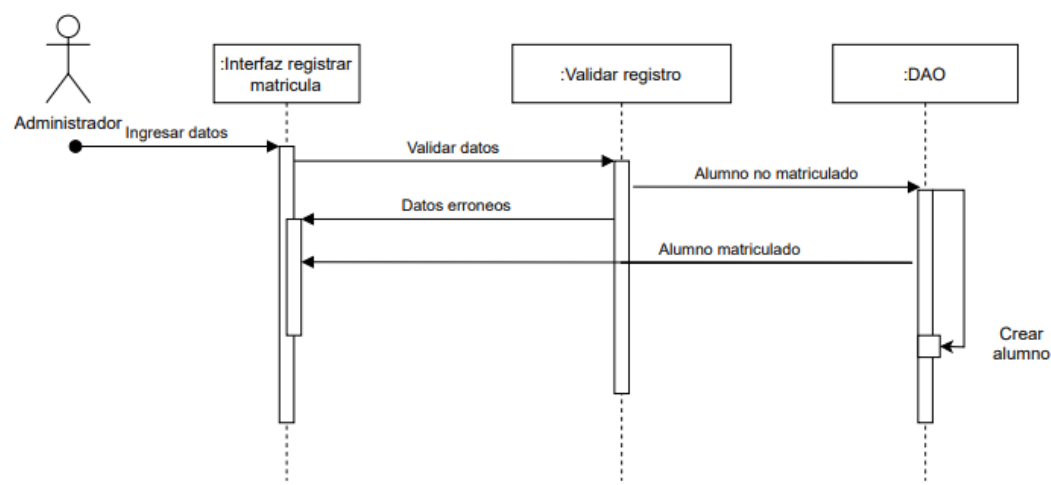 :Interfaz registrar
matricula
:Validar registro
:DAO
Administrador
Ingresar datos
Validar datos
Alumno no matriculado
Datos erroneos
Alumno matriculado
Crear
alumno